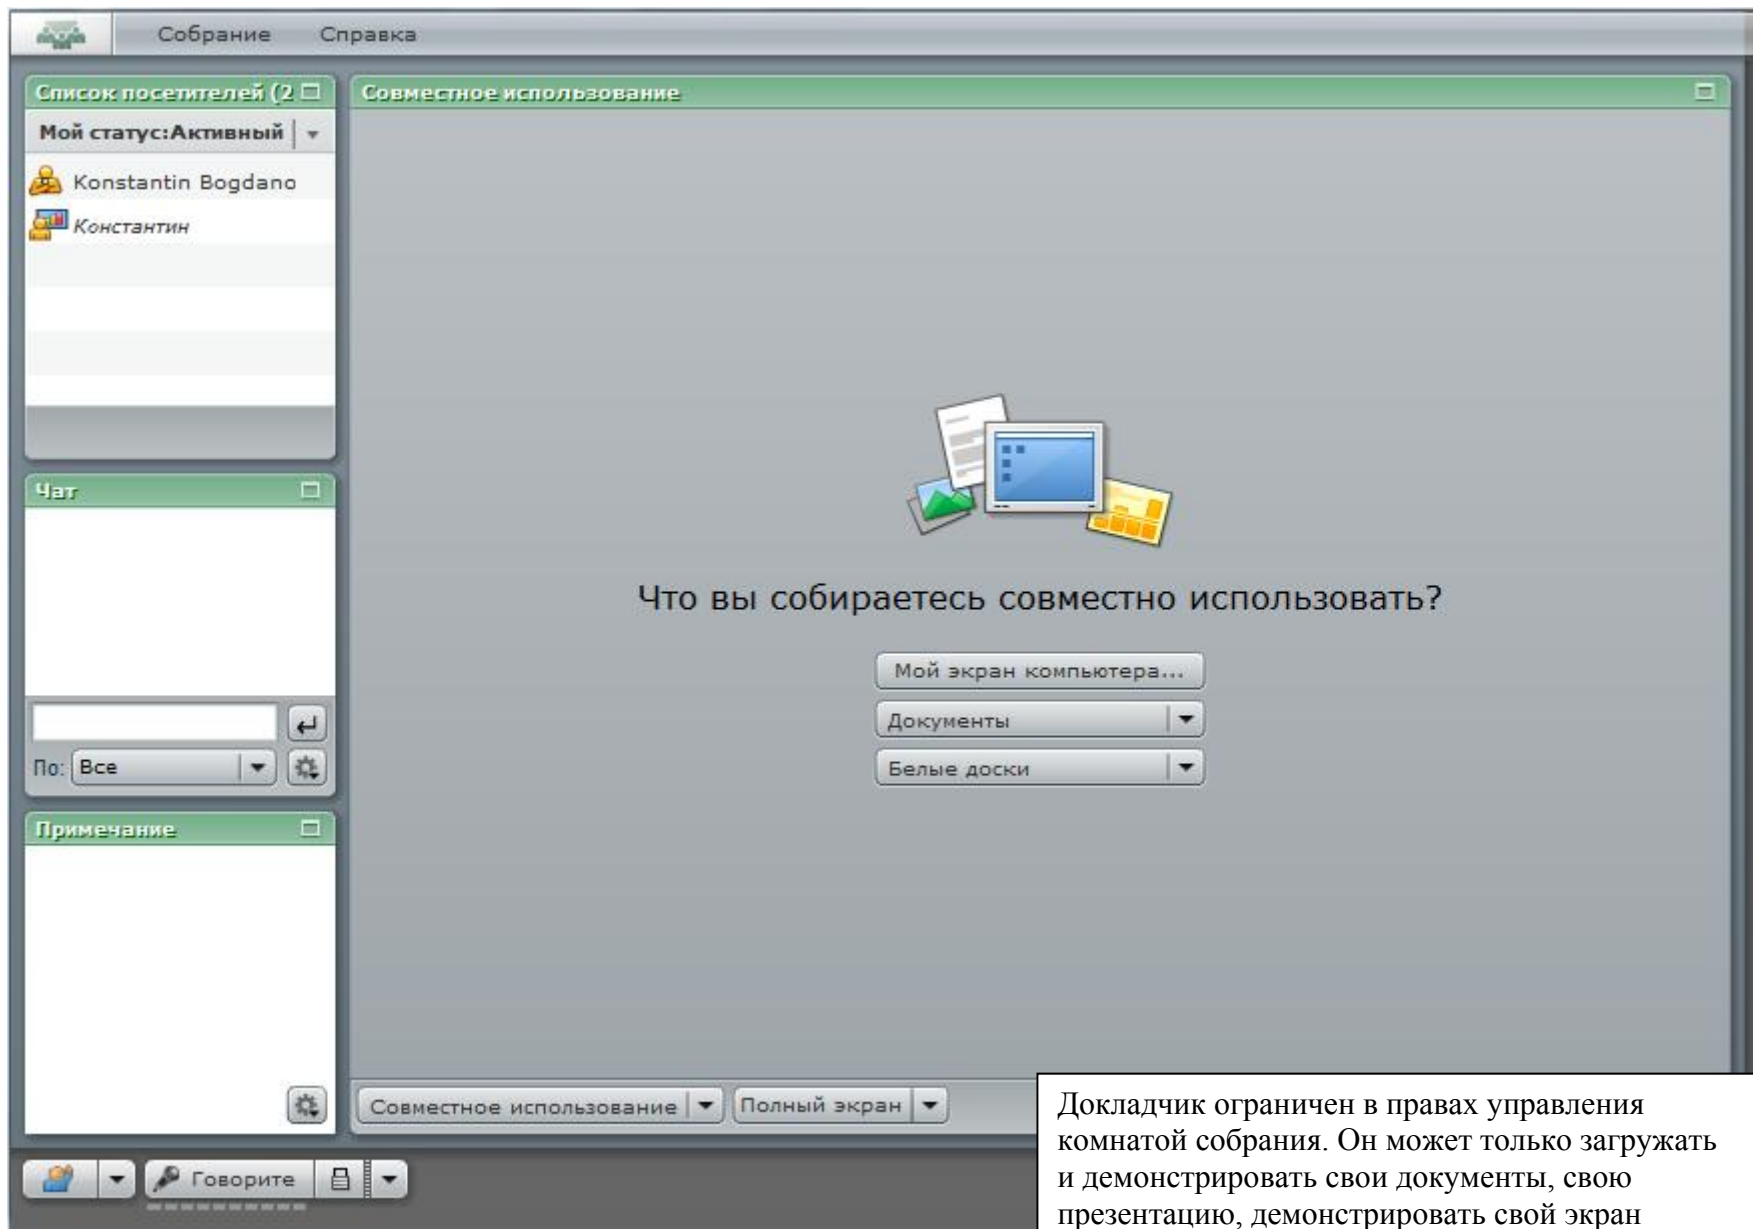 Собрание Справка
Список посетителей (2
Мой статус:Активный
Konstantin Bogdano
Константин
Чат
По: Все
Примечание
Совместное использование
Что вы собираетесь совместно использовать?
Мой экран компьютера...
Документы
Белые доски
Совместное использование Полный экран
Говорите
Докладчик ограничен в правах управления
комнатой собрания. Он может только загружать
и демонстрировать свои документы, свою
презентацию, демонстрировать свой экран